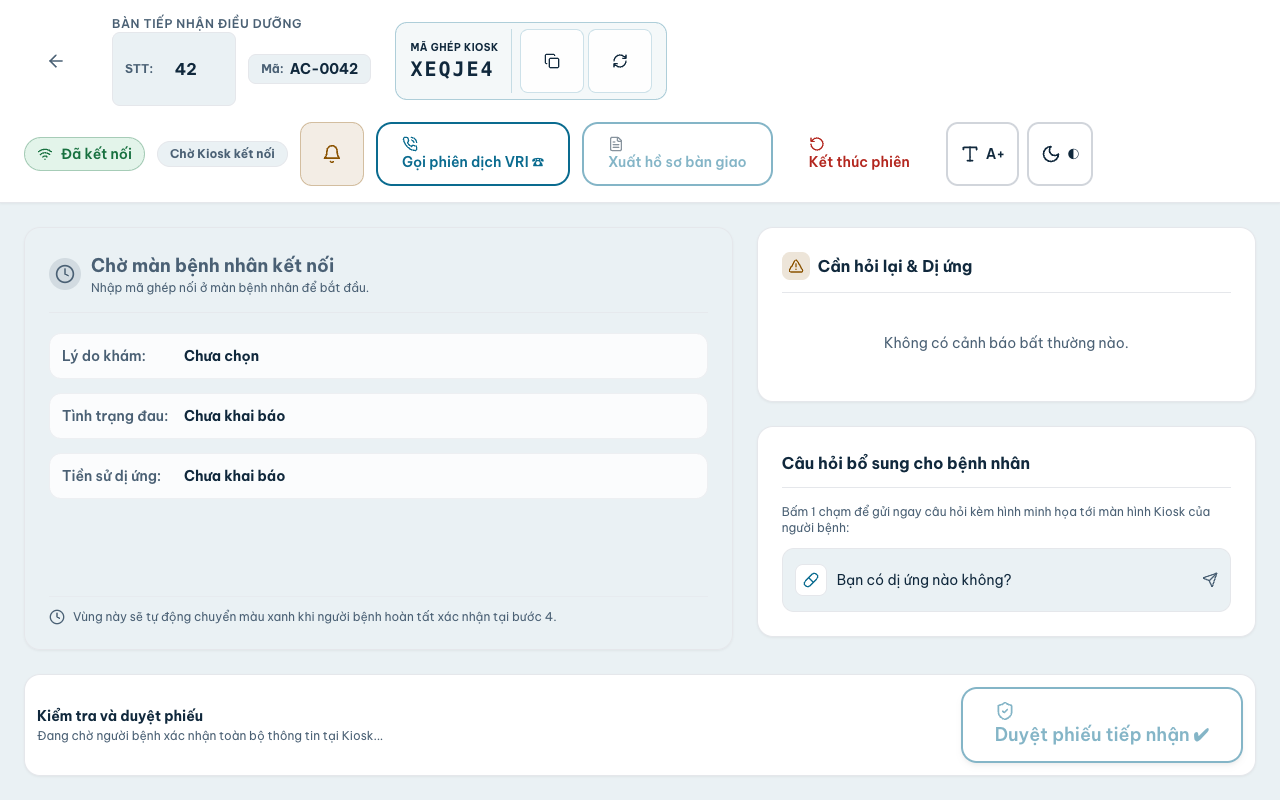 BÀN TIẾP NHẬN ĐIỀU DƯỠNG
STT: 42
Mã: AC-0042
MÃ GHÉP KIOSK
XEQJE4
Đã kết nối
Chờ Kiosk kết nối
Gọi phiên dịch VRI ☎
Xuất hồ sơ bàn giao
Kết thúc phiên
A+
Chờ màn bệnh nhân kết nối
Nhập mã ghép nối ở màn bệnh nhân để bắt đầu.
Lý do khám: Chưa chọn
Tình trạng đau: Chưa khai báo
Tiền sử dị ứng: Chưa khai báo
Vùng này sẽ tự động chuyển màu xanh khi người bệnh hoàn tất xác nhận tại bước 4.
Cần hỏi lại & Dị ứng
Không có cảnh báo bất thường nào.
Câu hỏi bổ sung cho bệnh nhân
Bấm 1 chạm để gửi ngay câu hỏi kèm hình minh họa tới màn hình Kiosk của
người bệnh:
Bạn có dị ứng nào không?
Kiểm tra và duyệt phiếu
Đang chờ người bệnh xác nhận toàn bộ thông tin tại Kiosk...
Duyệt phiếu tiếp nhận ✔